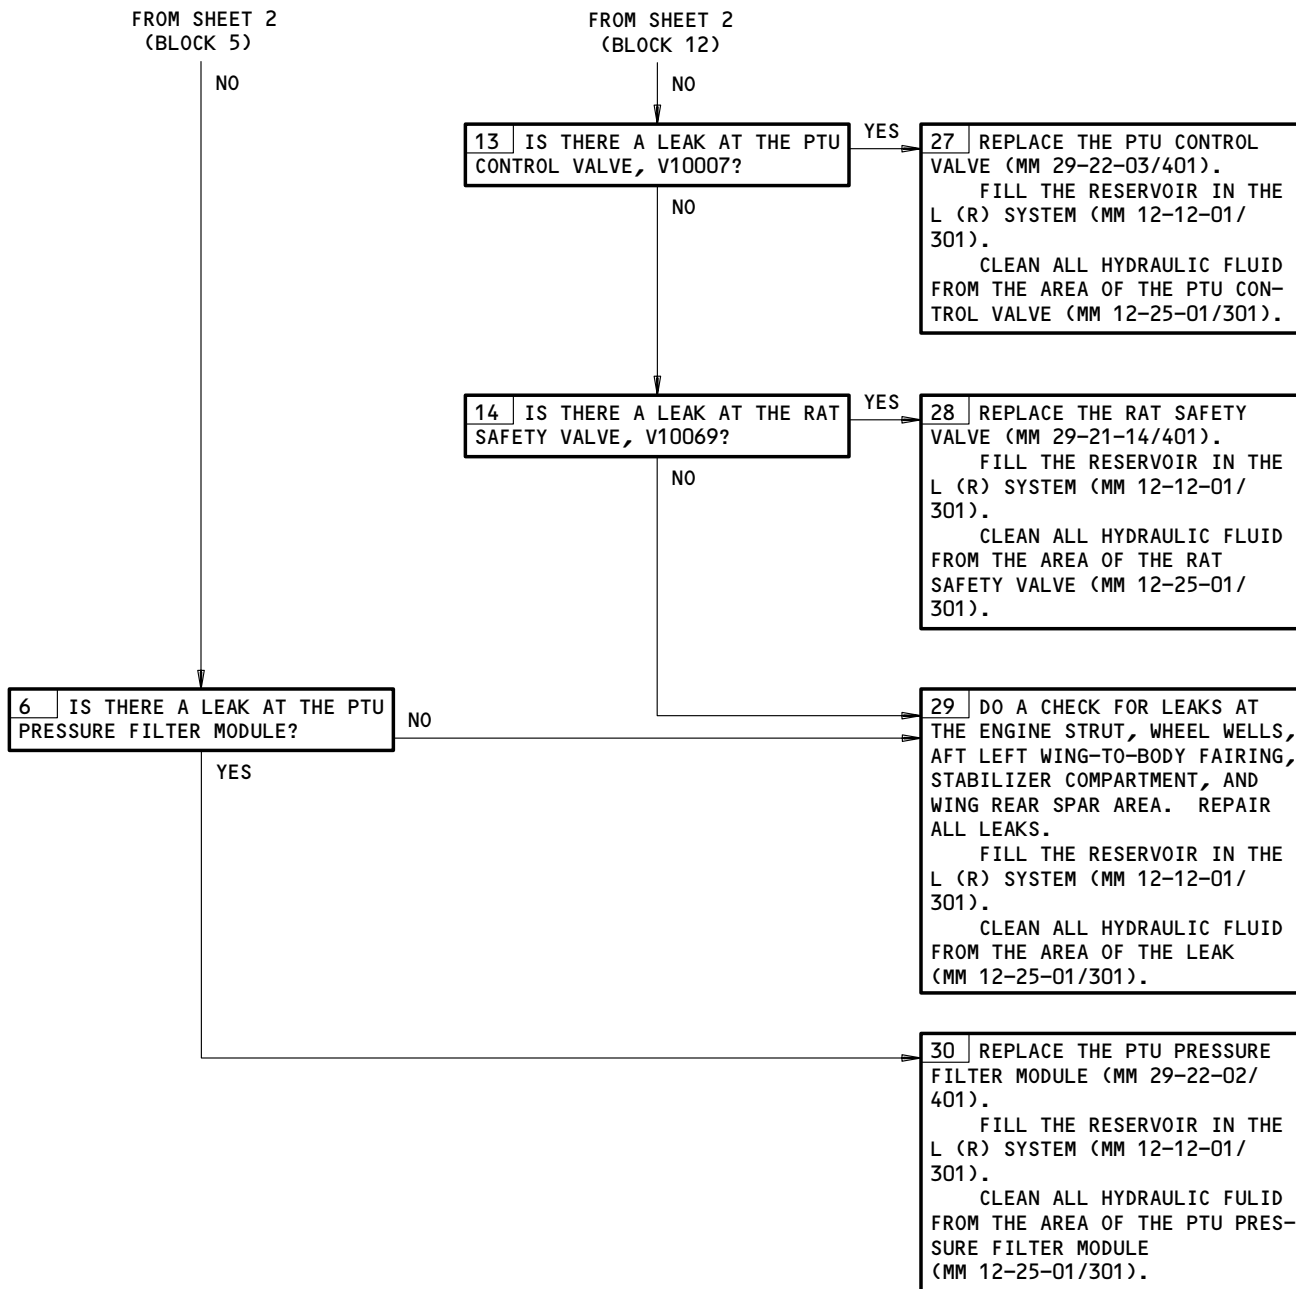 FROM SHEET 2
(BLOCK 5)
NO
FROM SHEET 2
(BLOCK 12)
NO
13 IS THERE A LEAK AT THE PTU
CONTROL VALVE, V10007?
YES
NO
27 REPLACE THE PTU CONTROL
VALVE (MM 29-22-03/401).
FILL THE RESERVOIR IN THE
L (R) SYSTEM (MM 12-12-01/
301).
CLEAN ALL HYDRAULIC FLUID
FROM THE AREA OF THE PTU CON-
TROL VALVE (MM 12-25-01/301).
14 IS THERE A LEAK AT THE RAT
SAFETY VALVE, V10069?
YES
NO
28 REPLACE THE RAT SAFETY
VALVE (MM 29-21-14/401).
FILL THE RESERVOIR IN THE
L (R) SYSTEM (MM 12-12-01/
301).
CLEAN ALL HYDRAULIC FLUID
FROM THE AREA OF THE RAT
SAFETY VALVE (MM 12-25-01/
301).
6 IS THERE A LEAK AT THE PTU
PRESSURE FILTER MODULE?
NO
YES
29 DO A CHECK FOR LEAKS AT
THE ENGINE STRUT, WHEEL WELLS,
AFT LEFT WING-TO-BODY FAIRING,
STABILIZER COMPARTMENT, AND
WING REAR SPAR AREA. REPAIR
ALL LEAKS.
FILL THE RESERVOIR IN THE
L (R) SYSTEM (MM 12-12-01/
301).
CLEAN ALL HYDRAULIC FLUID
FROM THE AREA OF THE LEAK
(MM 12-25-01/301).
30 REPLACE THE PTU PRESSURE
FILTER MODULE (MM 29-22-02/
401).
FILL THE RESERVOIR IN THE
L (R) SYSTEM (MM 12-12-01/
301).
CLEAN ALL HYDRAULIC FULID
FROM THE AREA OF THE PTU PRES-
SURE FILTER MODULE
(MM 12-25-01/301).